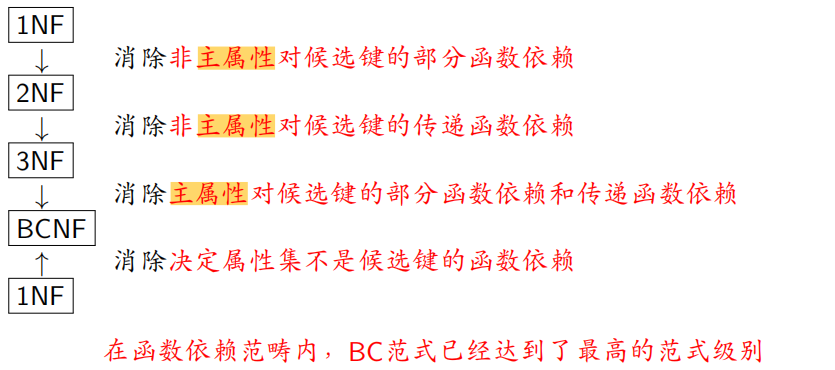 1NF
↓ 消除非主属性对候选键的部分函数依赖
2NF
↓ 消除非主属性对候选键的传递函数依赖
3NF
↓ 消除主属性对候选键的部分函数依赖和传递函数依赖
BCNF
↑ 消除决定属性集不是候选键的函数依赖
1NF
在函数依赖范畴内，BC范式已经达到了最高的范式级别